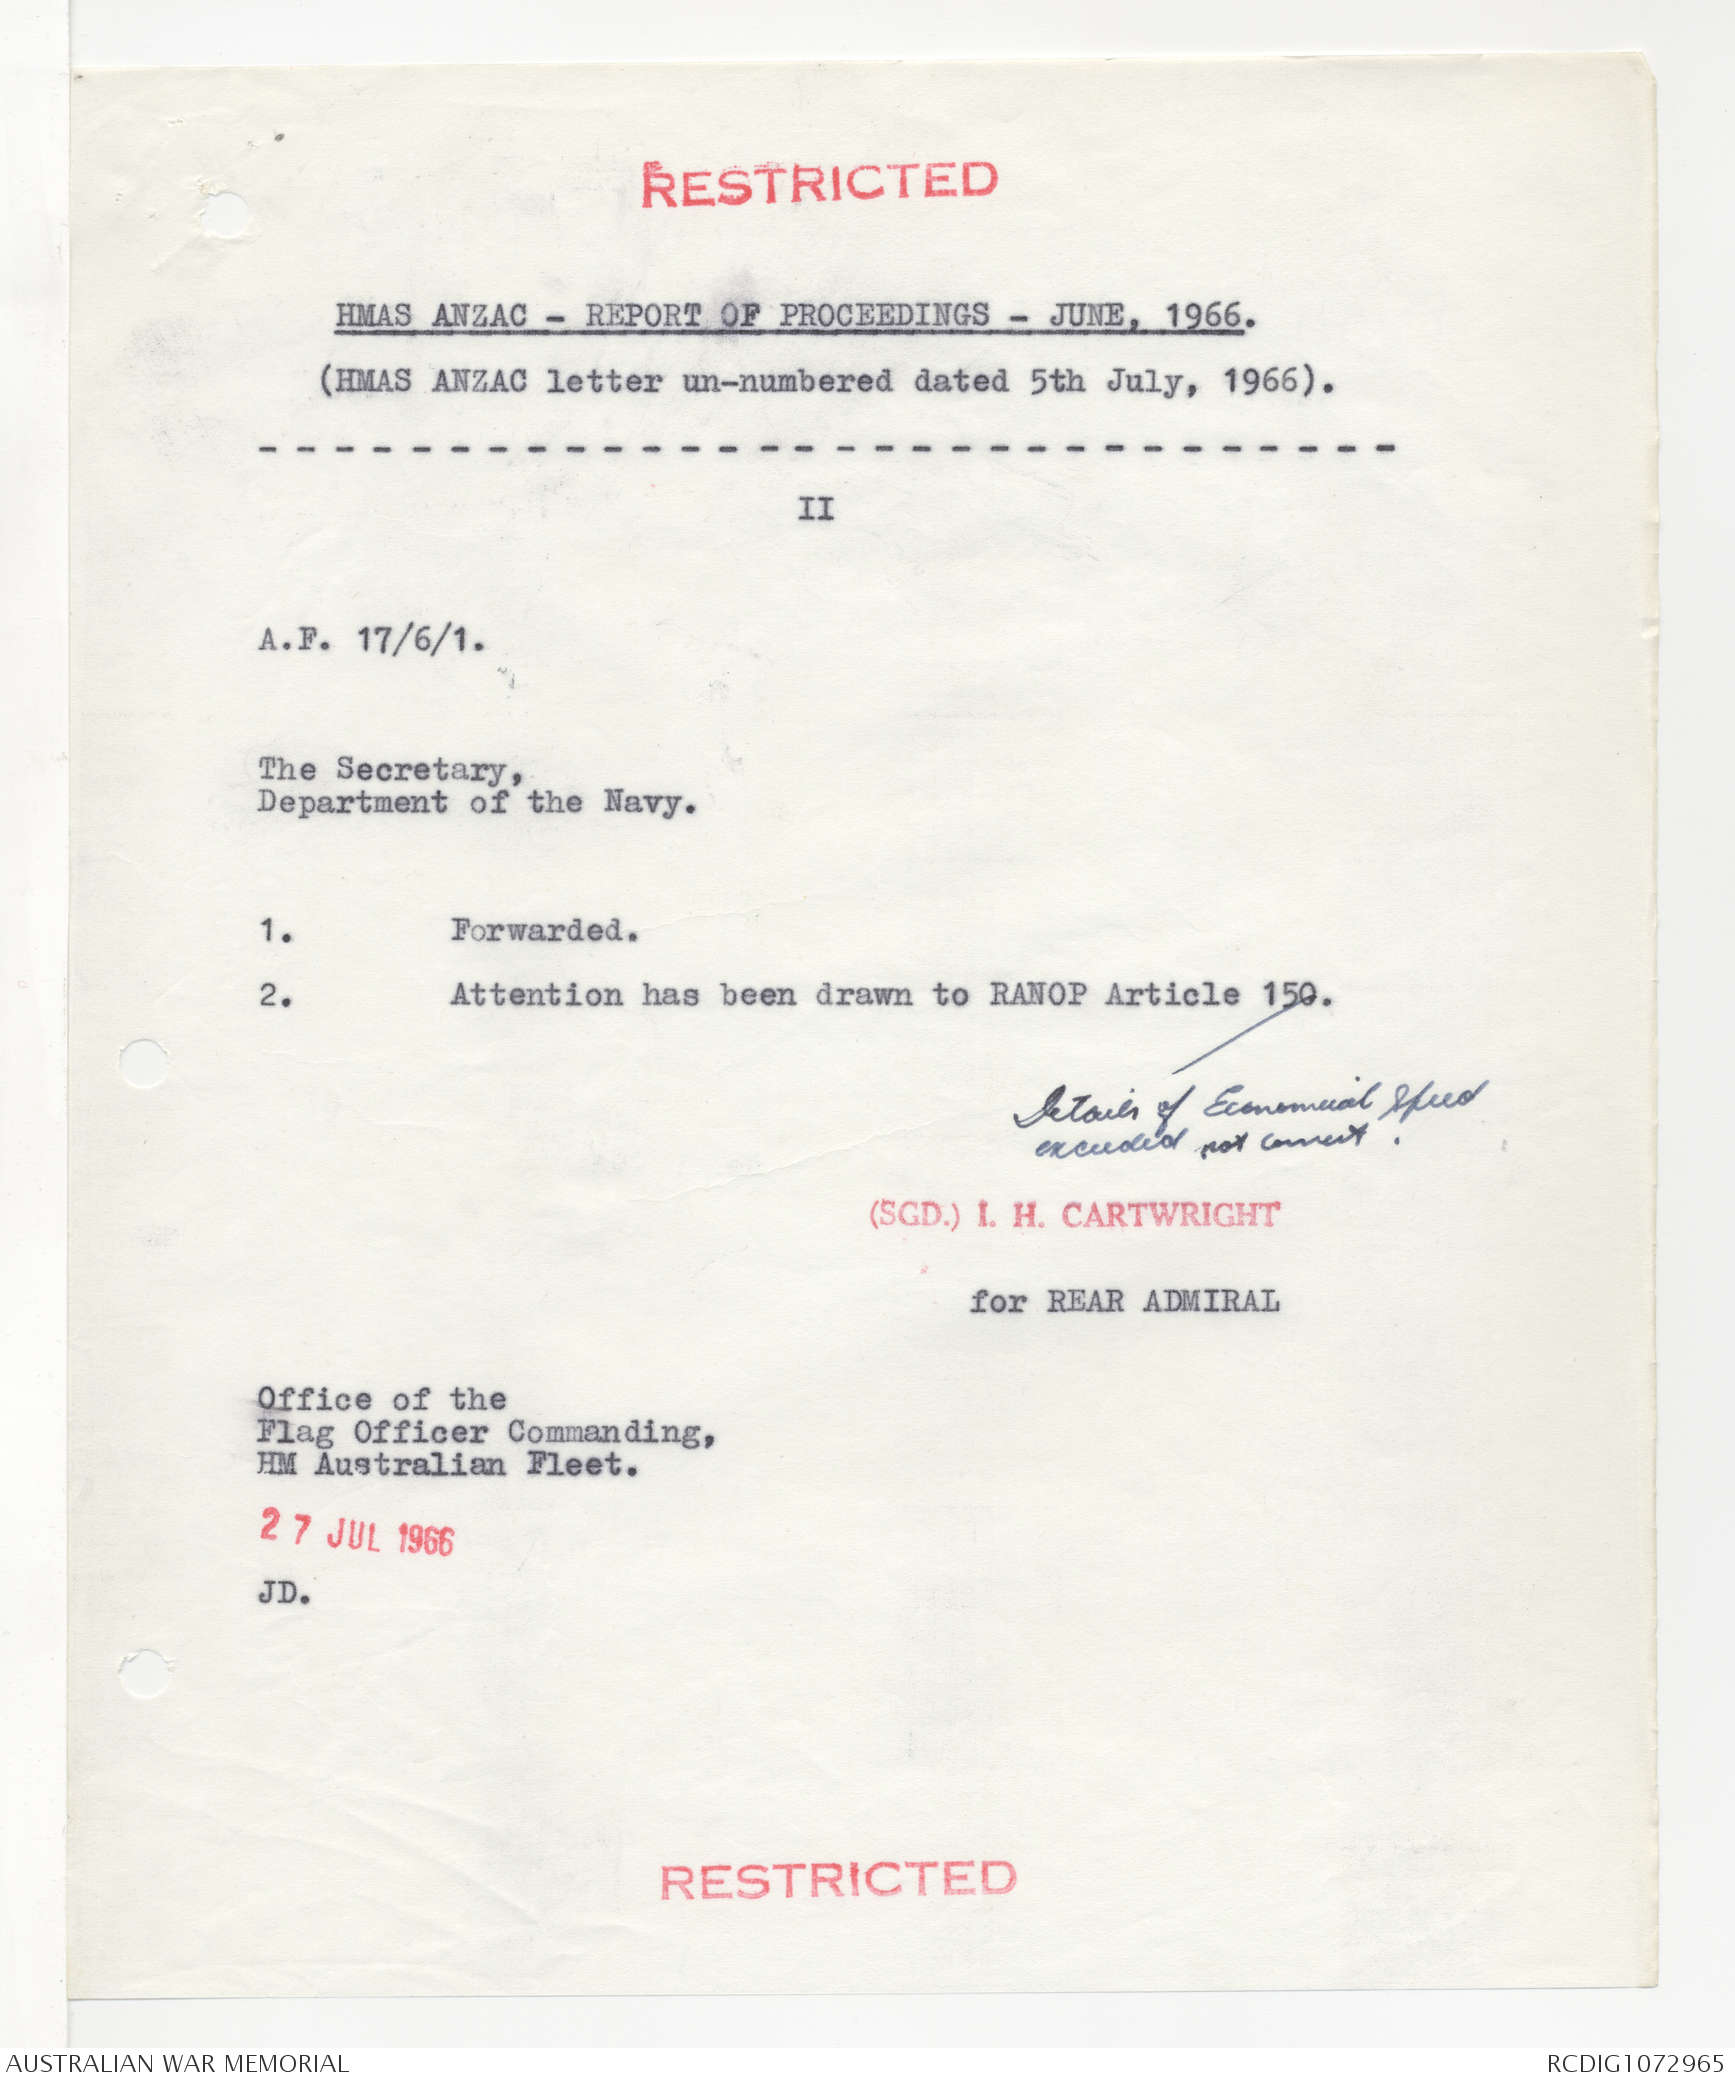 RESTRICTED
HMAS ANZAC - REPORT OF PROCEEDINGS - JUNE, 1966.
(HMAS ANZAC letter un-numbered dated 5th July, 1966).
- - - - - - - - - - - - - - - - - - - - - - - - - - - - - -
II
A.F. 17/6/1.
The Secretary,
Department of the Navy.
1. Forwarded.
2. Attention has been drawn to RANOP Article 150.
Details of Economical Speed
exceeded not correct.
(SGD.) I. H. CARTWRIGHT
for REAR ADMIRAL
Office of the
Flag Officer Commanding,
HM Australian Fleet.
27 JUL 1966
JD.
RESTRICTED
AUSTRALIAN WAR MEMORIAL
RCDIG1072965